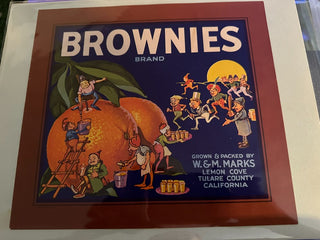 BROWNIES
BRAND
GROWN & PACKED BY
W. & M. MARKS
LEMON COVE
TULARE COUNTY
CALIFORNIA